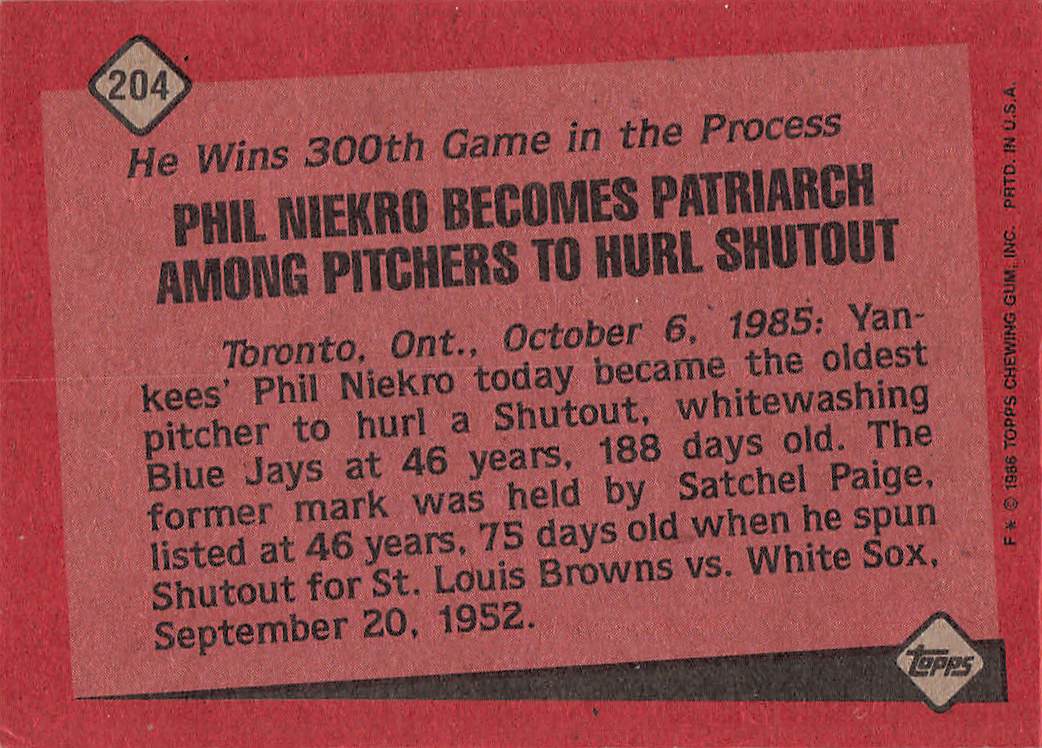 204
He Wins 300th Game in the Process
PHIL NIEKRO BECOMES PATRIARCH
AMONG PITCHERS TO HURL SHUTOUT
Toronto, Ont., October 6, 1985: Yan-
kees' Phil Niekro today became the oldest
pitcher to hurl a Shutout, whitewashing
Blue Jays at 46 years, 188 days old. The
former mark was held by Satchel Paige,
listed at 46 years, 75 days old when he spun
Shutout for St. Louis Browns vs. White Sox,
September 20, 1952.
topps
F* © 1986 TOPPS CHEWING GUM, INC. PRTD. IN U.S.A.